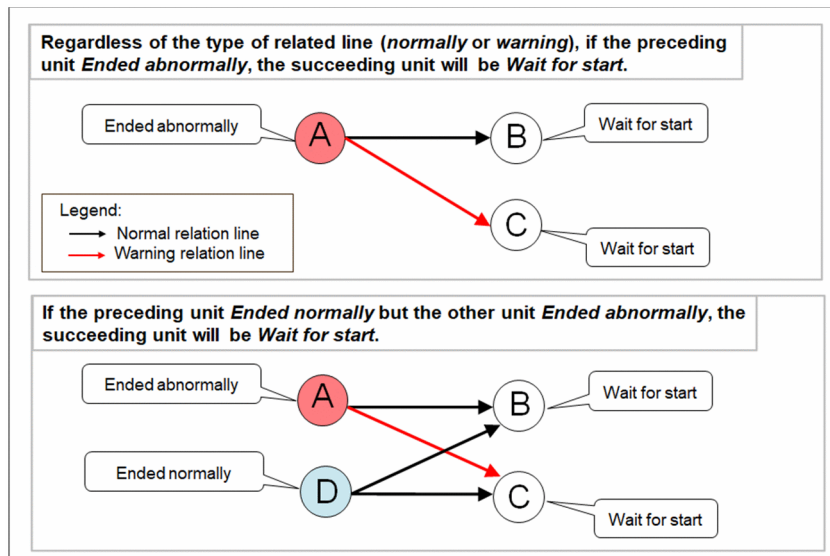 Regardless of the type of related line (normally or warning), if the preceding
unit Ended abnormally, the succeeding unit will be Wait for start.
Ended abnormally
A
B
Wait for start
C
Wait for start
Legend:
Normal relation line
Warning relation line
If the preceding unit Ended normally but the other unit Ended abnormally, the
succeeding unit will be Wait for start.
Ended abnormally
A
B
Wait for start
Ended normally
D
C
Wait for start